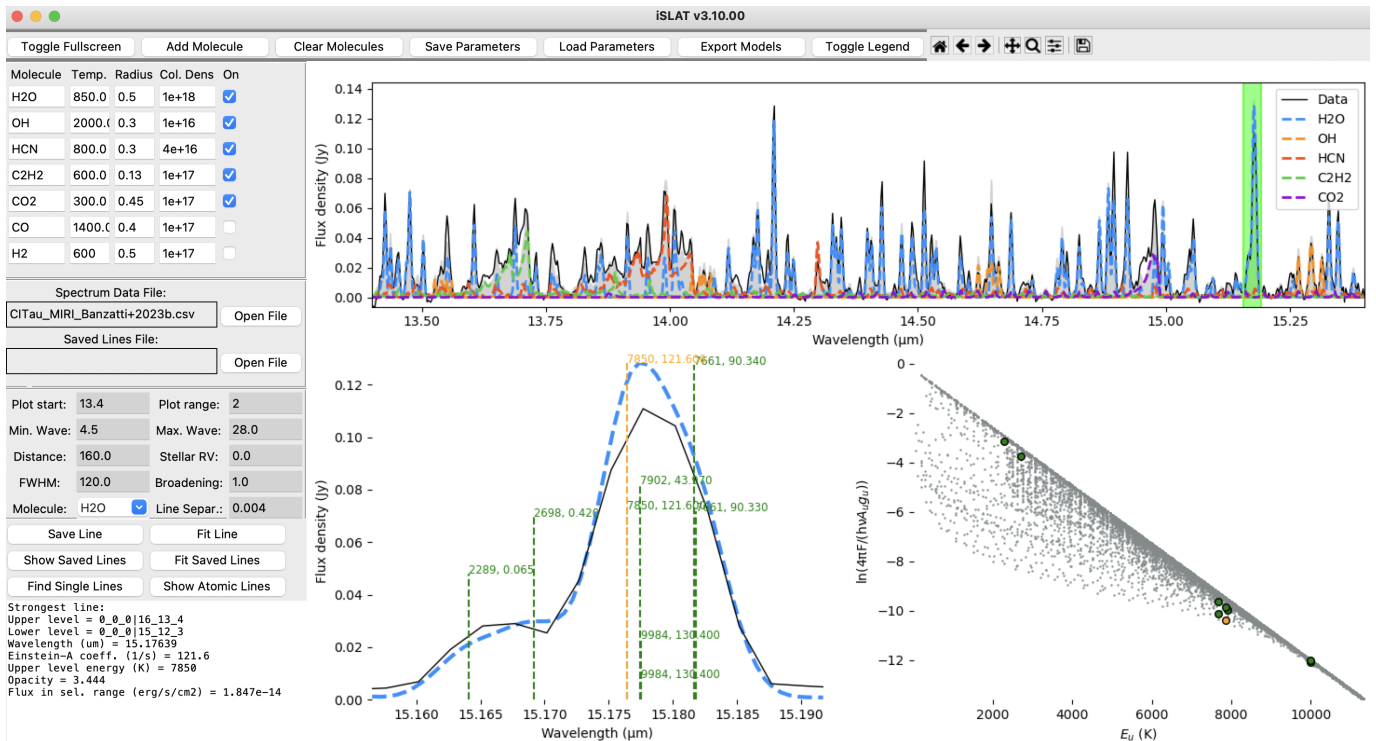 iSLAT v3.10.00
Toggle Fullscreen Add Molecule Clear Molecules Save Parameters Load Parameters Export Models Toggle Legend
Molecule Temp. Radius Col. Dens On
H2O 850.0 0.5 1e+18
OH 2000.0 0.3 1e+16
HCN 800.0 0.3 4e+16
C2H2 600.0 0.13 1e+17
CO2 300.0 0.45 1e+17
CO 1400.0 0.4 1e+17
H2 600 0.5 1e+17
Spectrum Data File:
CITau_MIRI_Banzatti+2023b.csv Open File
Saved Lines File:
Open File
Plot start: 13.4 Plot range: 2
Min. Wave: 4.5 Max. Wave: 28.0
Distance: 160.0 Stellar RV: 0.0
FWHM: 120.0 Broadening: 1.0
Molecule: H2O Line Separ.: 0.004
Save Line Fit Line
Show Saved Lines Fit Saved Lines
Find Single Lines Show Atomic Lines
Strongest line:
Upper level = 0_0_0|16_13_4
Lower level = 0_0_0|15_12_3
Wavelength (um) = 15.17639
Einstein-A coeff. (1/s) = 121.6
Upper level energy (K) = 7850
Opacity = 3.444
Flux in sel. range (erg/s/cm2) = 1.847e-14
Flux density (Jy)
0.14
0.12
0.10
0.08
0.06
0.04
0.02
0.00
13.50 13.75 14.00 14.25 14.50 14.75 15.00 15.25
Wavelength (μm)
Data
H2O
OH
HCN
C2H2
CO2
Flux density (Jy)
0.12
0.10
0.08
0.06
0.04
0.02
0.00
7850, 121.600
7661, 90.340
7902, 43.970
7850, 121.600
7661, 90.330
2698, 0.420
2289, 0.065
9984, 130.400
9984, 130.400
15.160 15.165 15.170 15.175 15.180 15.185 15.190
Wavelength (μm)
ln(4πF/(hνAᵤgᵤ))
0
−2
−4
−6
−8
−10
−12
2000 4000 6000 8000 10000
Eᵤ (K)